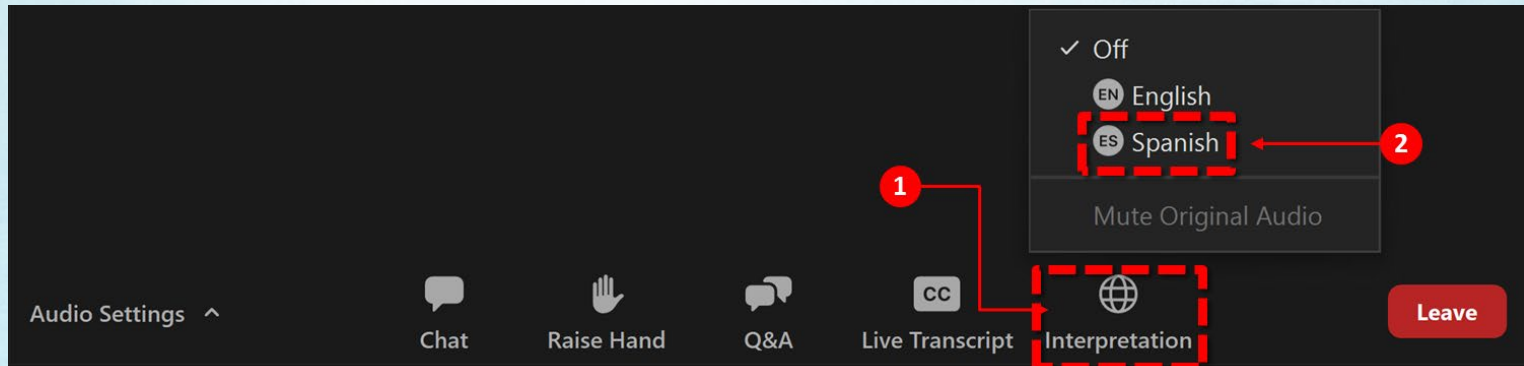 Off
EN English
ES Spanish
2
1
Mute Original Audio
Audio Settings
CC
Chat
Raise Hand
Q&A
Live Transcript
Interpretation
Leave